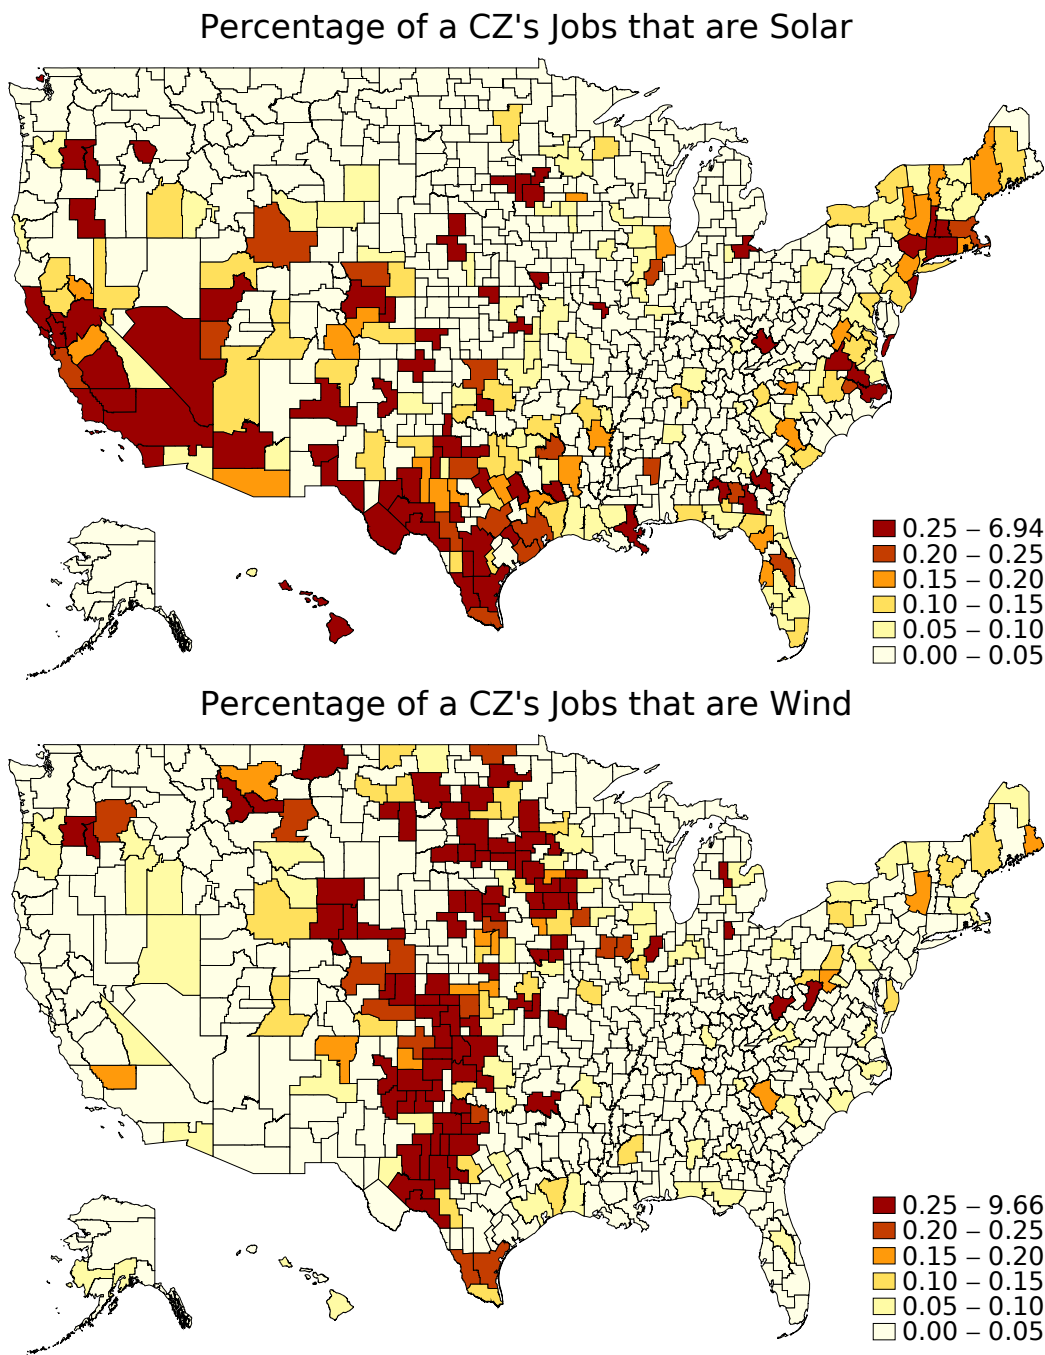 Percentage of a CZ's Jobs that are Solar
0.25 – 6.94
0.20 – 0.25
0.15 – 0.20
0.10 – 0.15
0.05 – 0.10
0.00 – 0.05
Percentage of a CZ's Jobs that are Wind
0.25 – 9.66
0.20 – 0.25
0.15 – 0.20
0.10 – 0.15
0.05 – 0.10
0.00 – 0.05